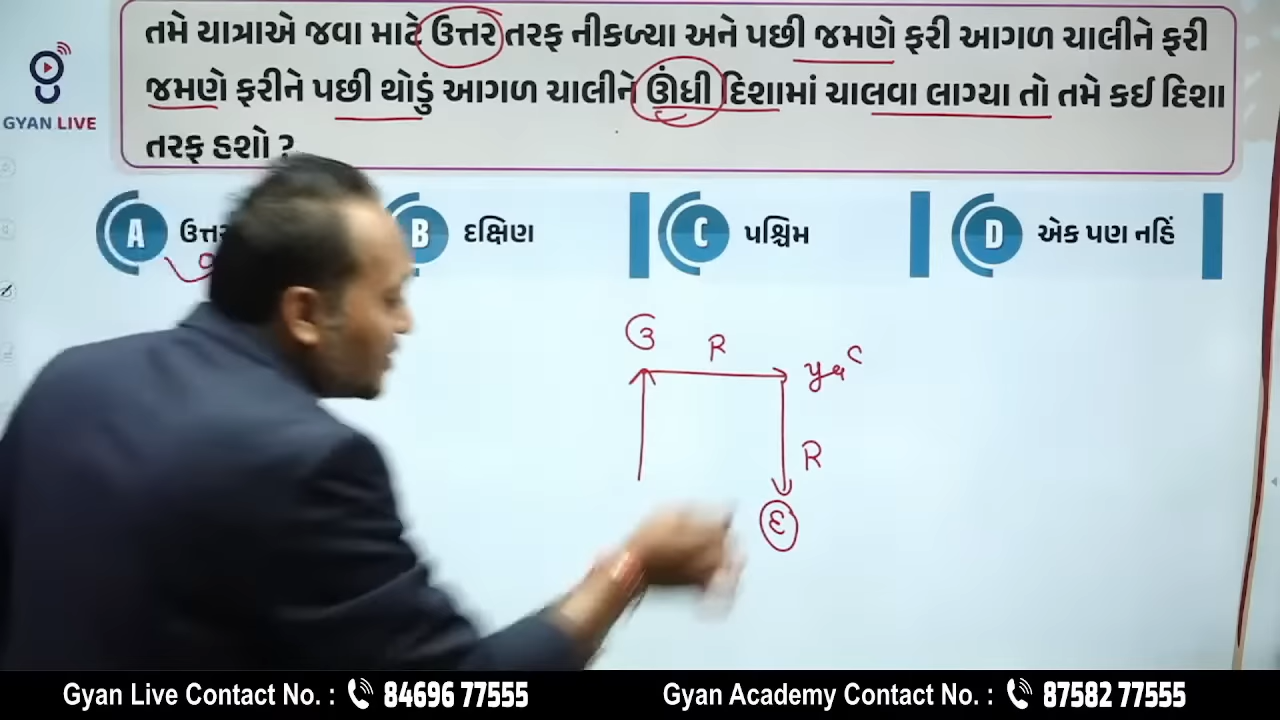 તમે યાત્રાએ જવા માટે ઉત્તર તરફ નીકળ્યા અને પછી જમણે ફરી આગળ ચાલીને ફરી
જમણે ફરીને પછી થોડું આગળ ચાલીને ઊંધી દિશામાં ચાલવા લાગ્યા તો તમે કઈ દિશા
તરફ હશો ?
GYAN LIVE
A ઉત્તર
B દક્ષિણ
C પશ્ચિમ
D એક પણ નહિં
ઉ
R
પૂર્વ
R
દ
Gyan Live Contact No. : 84696 77555
Gyan Academy Contact No. : 87582 77555